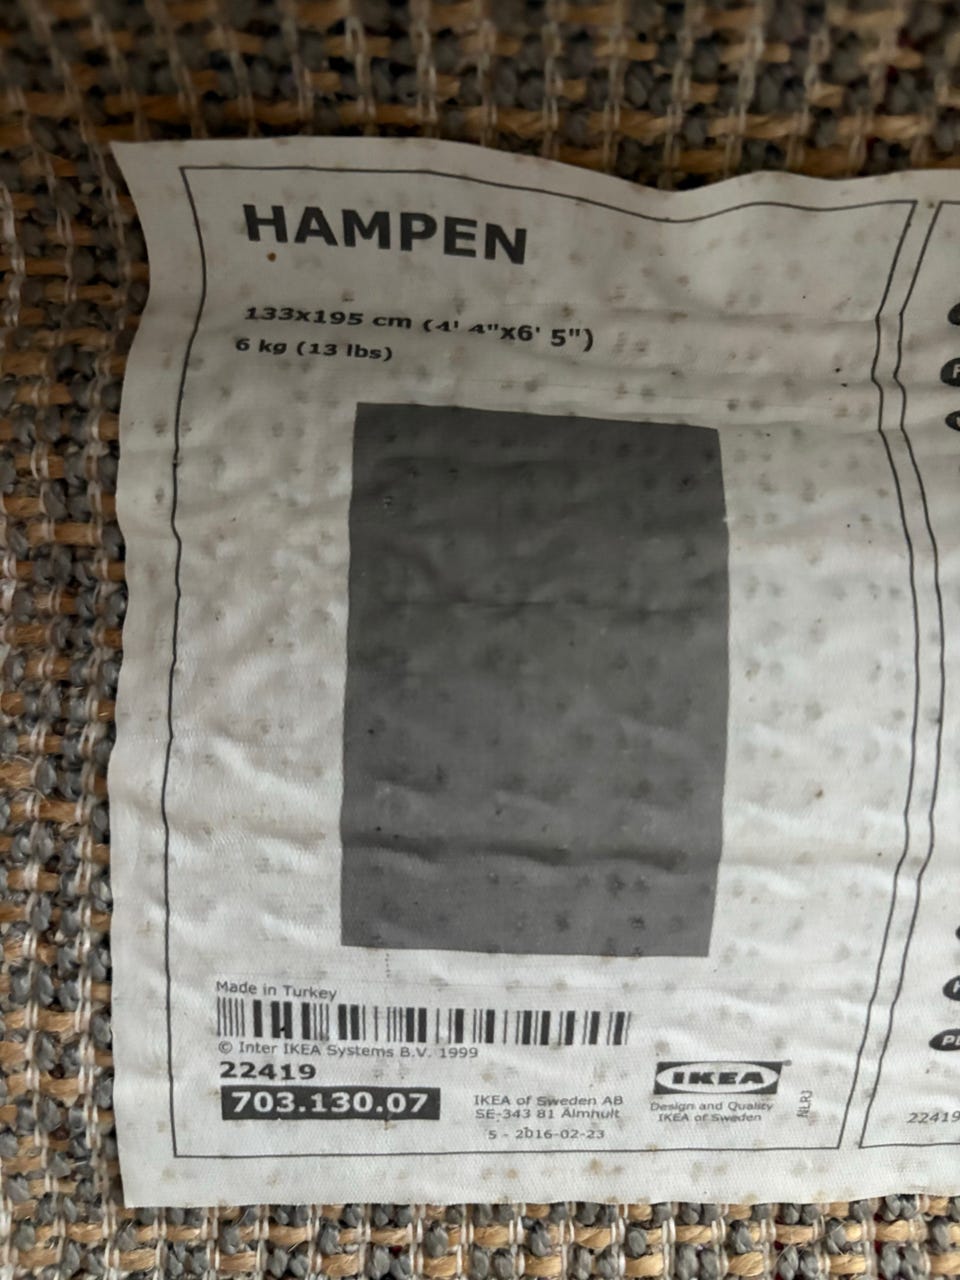 HAMPEN
133x195 cm (4' 4"x6' 5")
6 kg (13 lbs)
Made in Turkey
© Inter IKEA Systems B.V. 1999
22419
703.130.07
IKEA of Sweden AB
SE-343 81 Älmhult
5 - 2016-02-23
IKEA
Design and Quality
IKEA of Sweden
NLRJ
22419